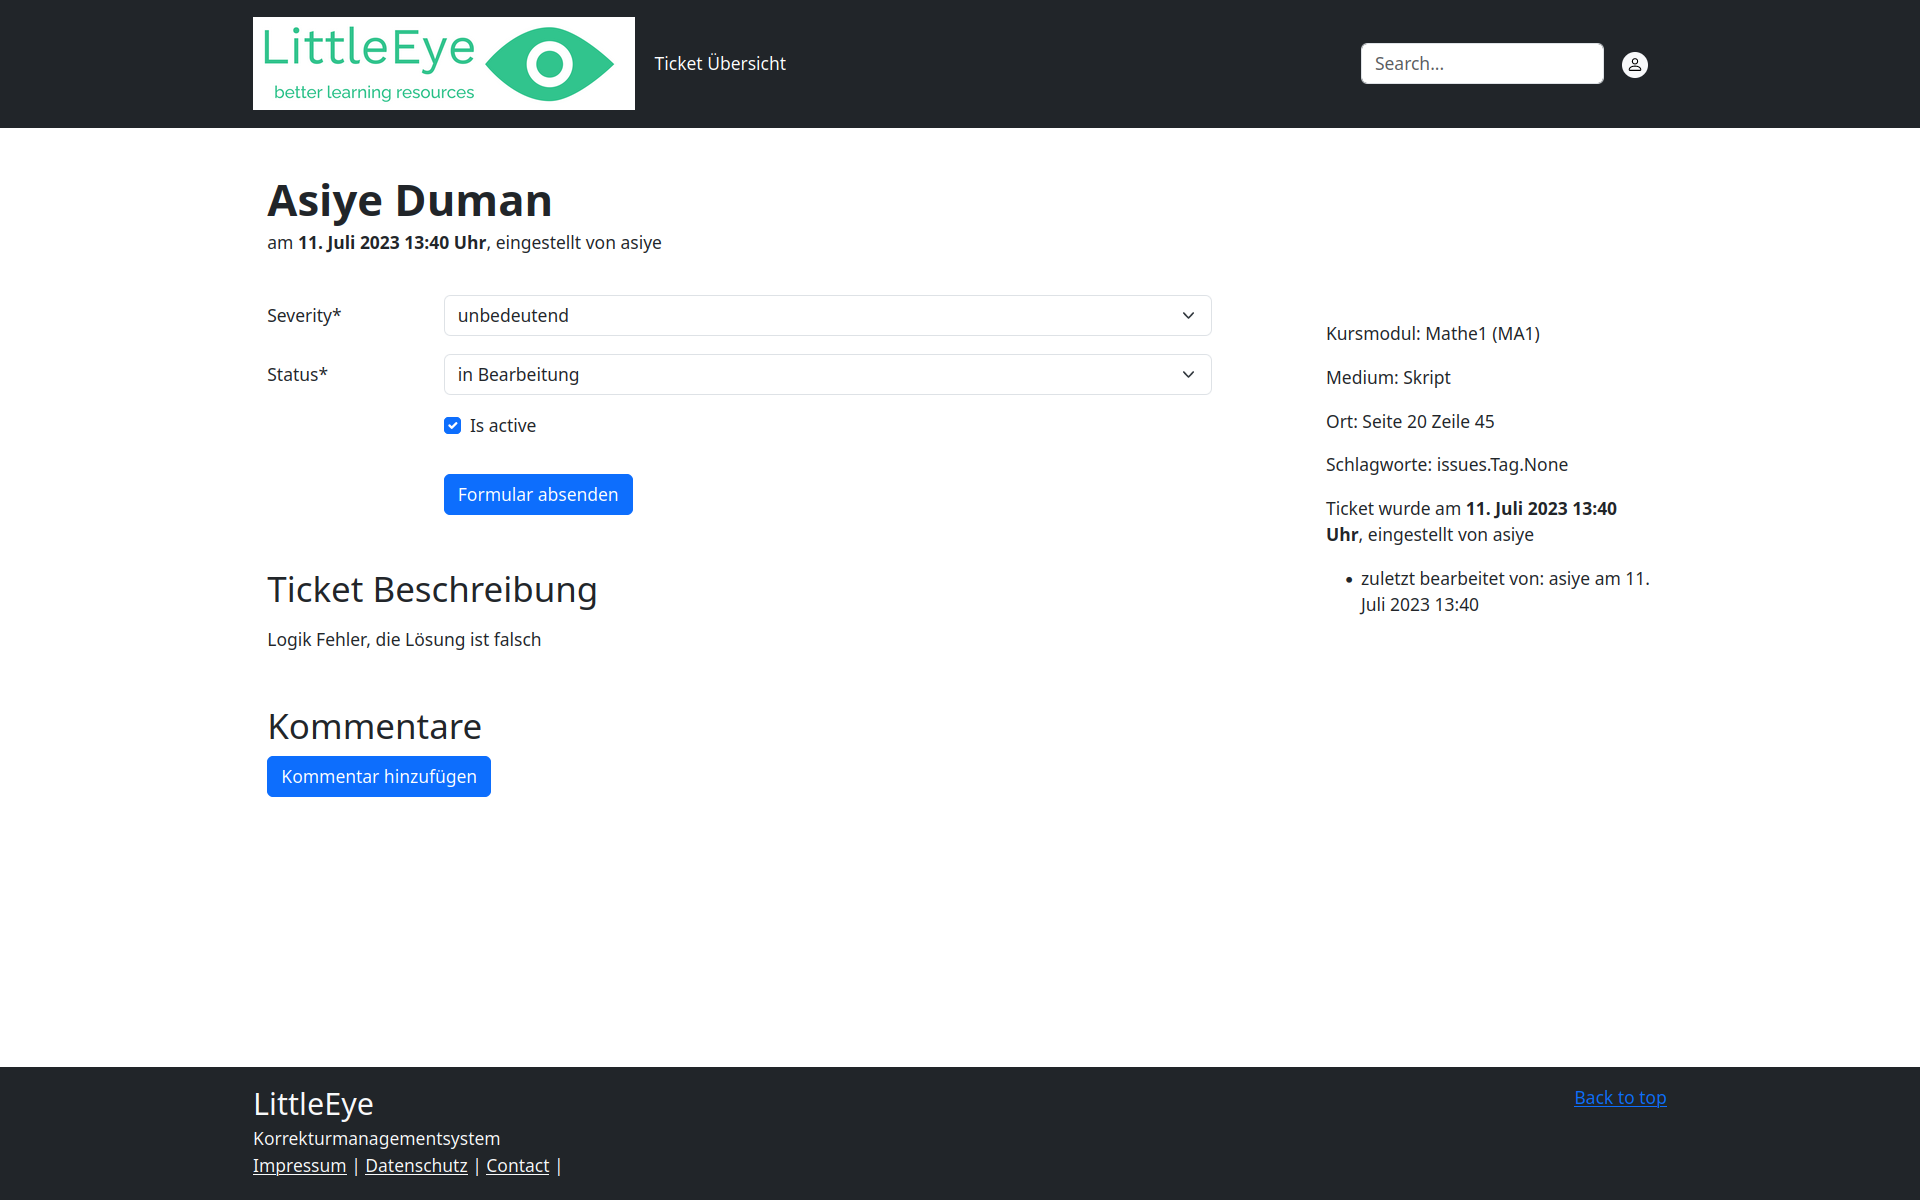 LittleEye
better learning resources
Ticket Übersicht
Search...
Asiye Duman
am 11. Juli 2023 13:40 Uhr, eingestellt von asiye
Severity*
unbedeutend
Status*
in Bearbeitung
Is active
Formular absenden
Ticket Beschreibung
Logik Fehler, die Lösung ist falsch
Kommentare
Kommentar hinzufügen
Kursmodul: Mathe1 (MA1)
Medium: Skript
Ort: Seite 20 Zeile 45
Schlagworte: issues.Tag.None
Ticket wurde am 11. Juli 2023 13:40
Uhr, eingestellt von asiye
• zuletzt bearbeitet von: asiye am 11.
Juli 2023 13:40
LittleEye
Korrekturmanagementsystem
Impressum | Datenschutz | Contact |
Back to top